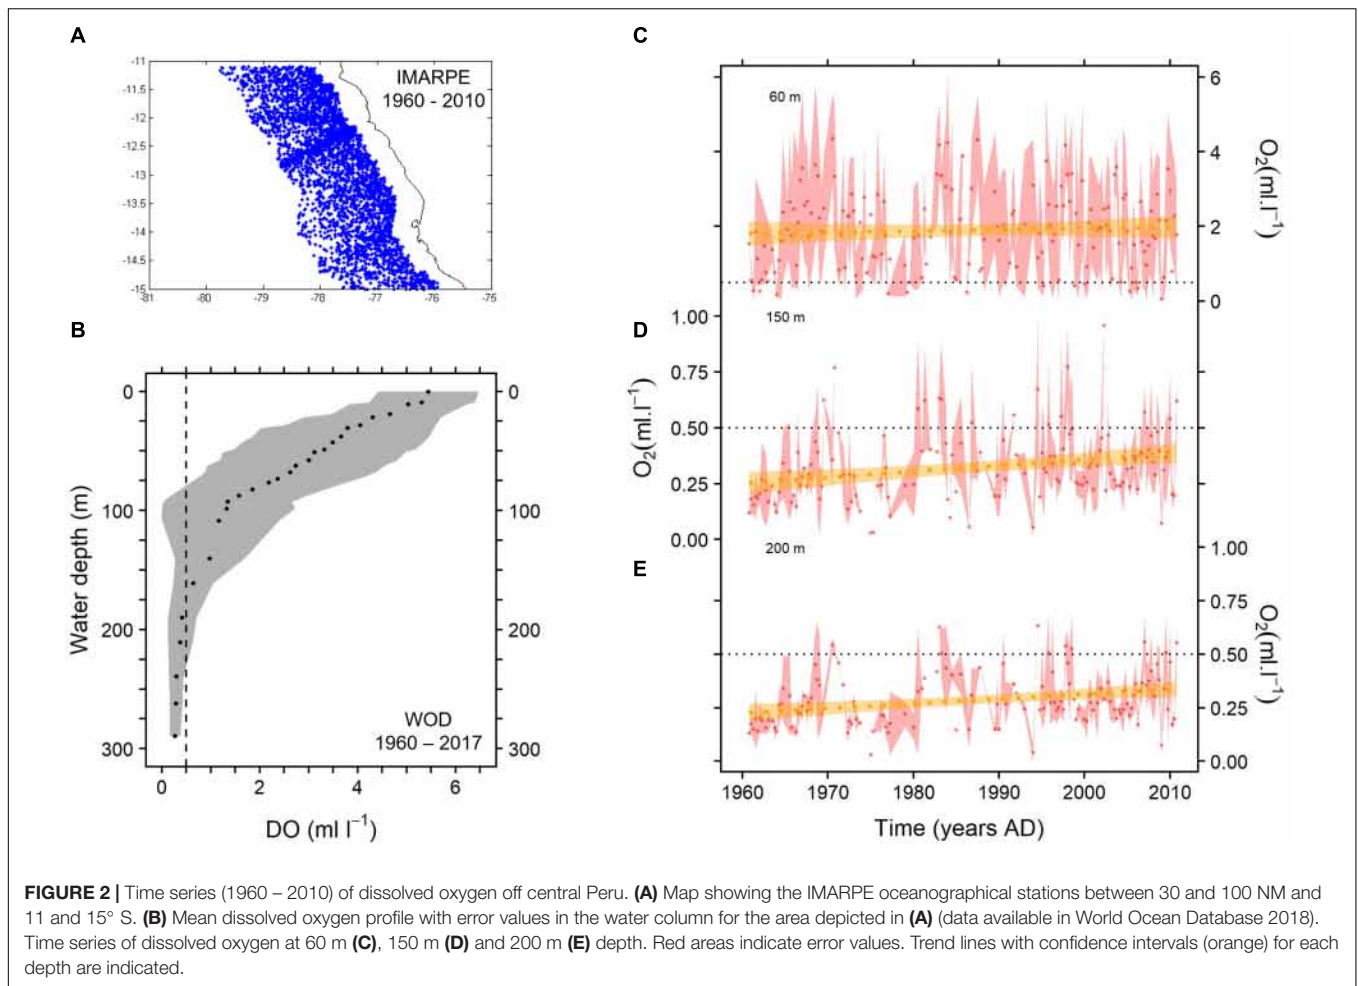 A
-11
-11.5
-12
-12.5
-13
-13.5
-14
-14.5
-15
-81
-80
-79
-78
-77
-76
-75
IMARPE
1960 - 2010
B
0
100
200
300
Water depth (m)
0
100
200
300
WOD
1960 – 2017
0
2
4
6
DO (ml l⁻¹)
C
60 m
6
4
2
0
O₂(ml.l⁻¹)
D
150 m
1.00
0.75
0.50
0.25
0.00
O₂(ml.l⁻¹)
E
200 m
1.00
0.75
0.50
0.25
0.00
O₂(ml.l⁻¹)
1960
1970
1980
1990
2000
2010
Time (years AD)
FIGURE 2 | Time series (1960 – 2010) of dissolved oxygen off central Peru. (A) Map showing the IMARPE oceanographical stations between 30 and 100 NM and
11 and 15° S. (B) Mean dissolved oxygen profile with error values in the water column for the area depicted in (A) (data available in World Ocean Database 2018).
Time series of dissolved oxygen at 60 m (C), 150 m (D) and 200 m (E) depth. Red areas indicate error values. Trend lines with confidence intervals (orange) for each
depth are indicated.